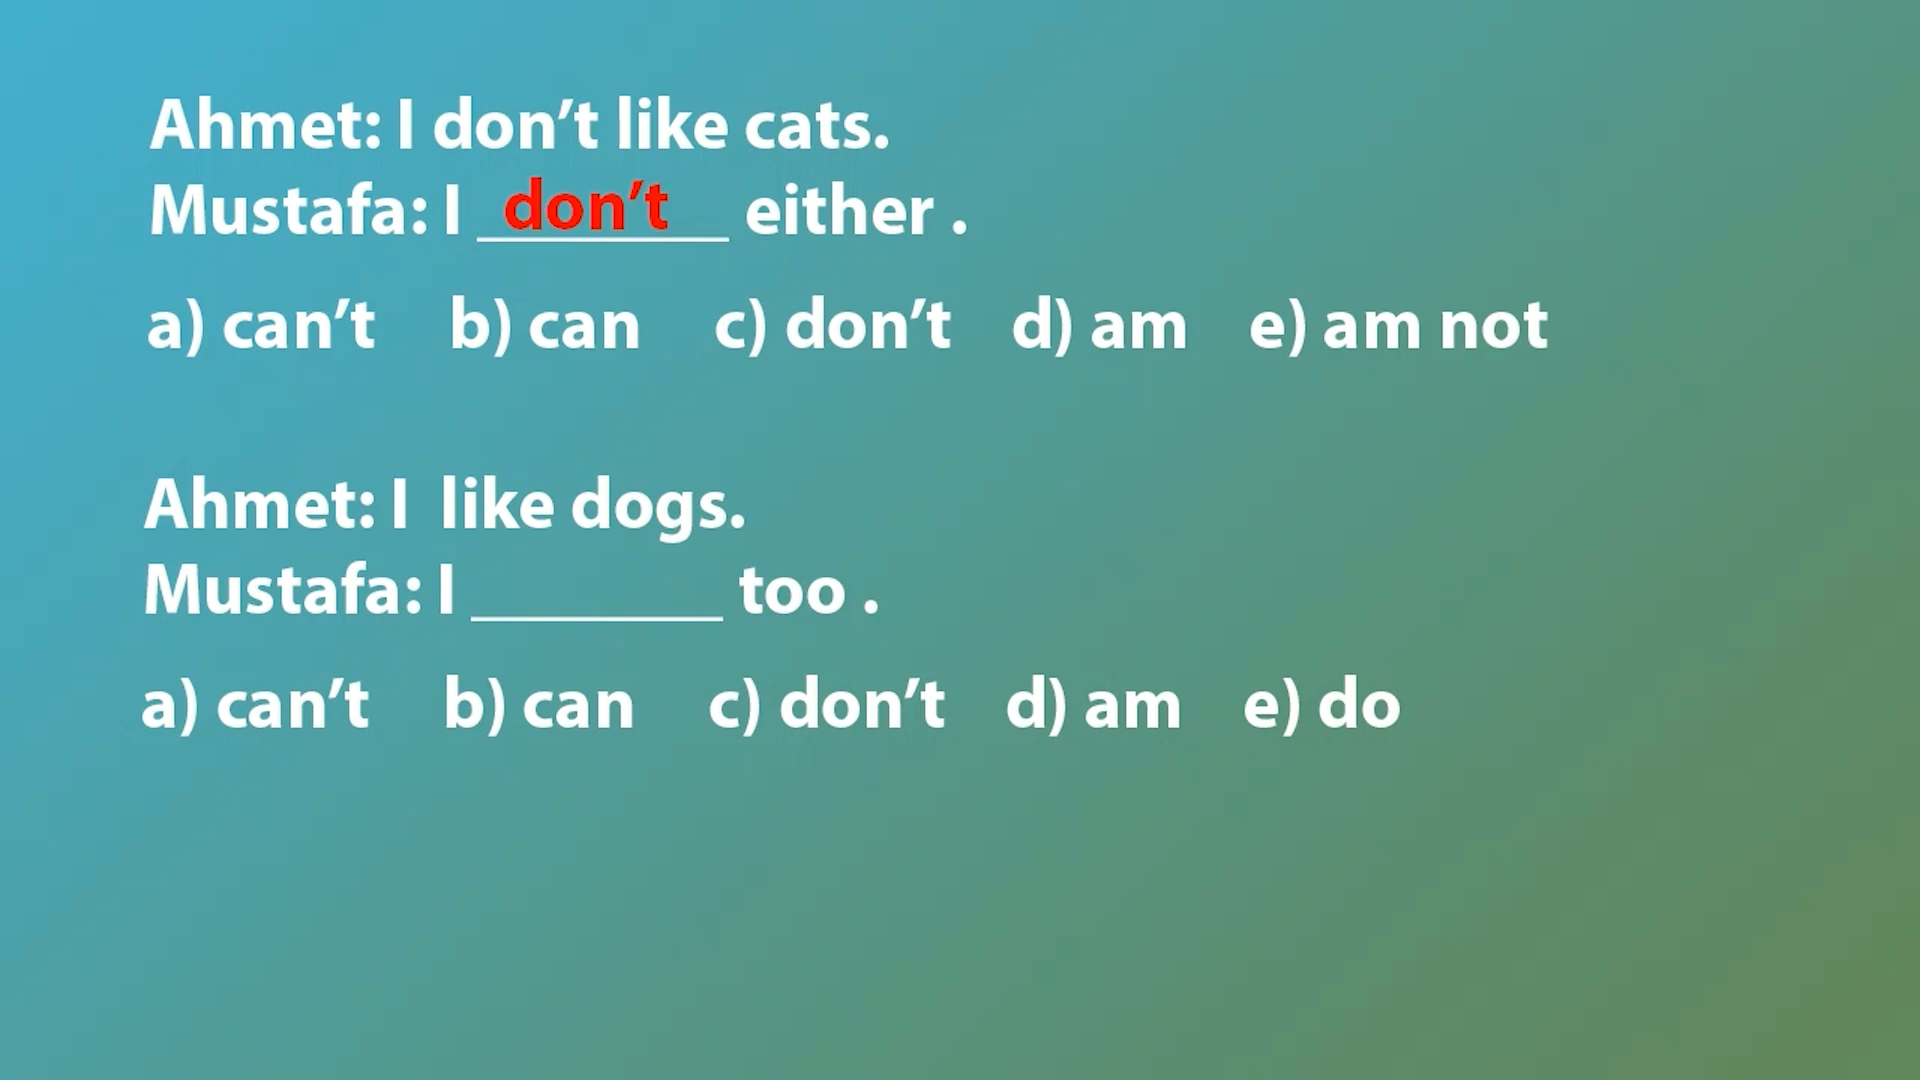 Ahmet: I don’t like cats.
Mustafa: I don’t either .
a) can’t b) can c) don’t d) am e) am not
Ahmet: I like dogs.
Mustafa: I ________ too .
a) can’t b) can c) don’t d) am e) do